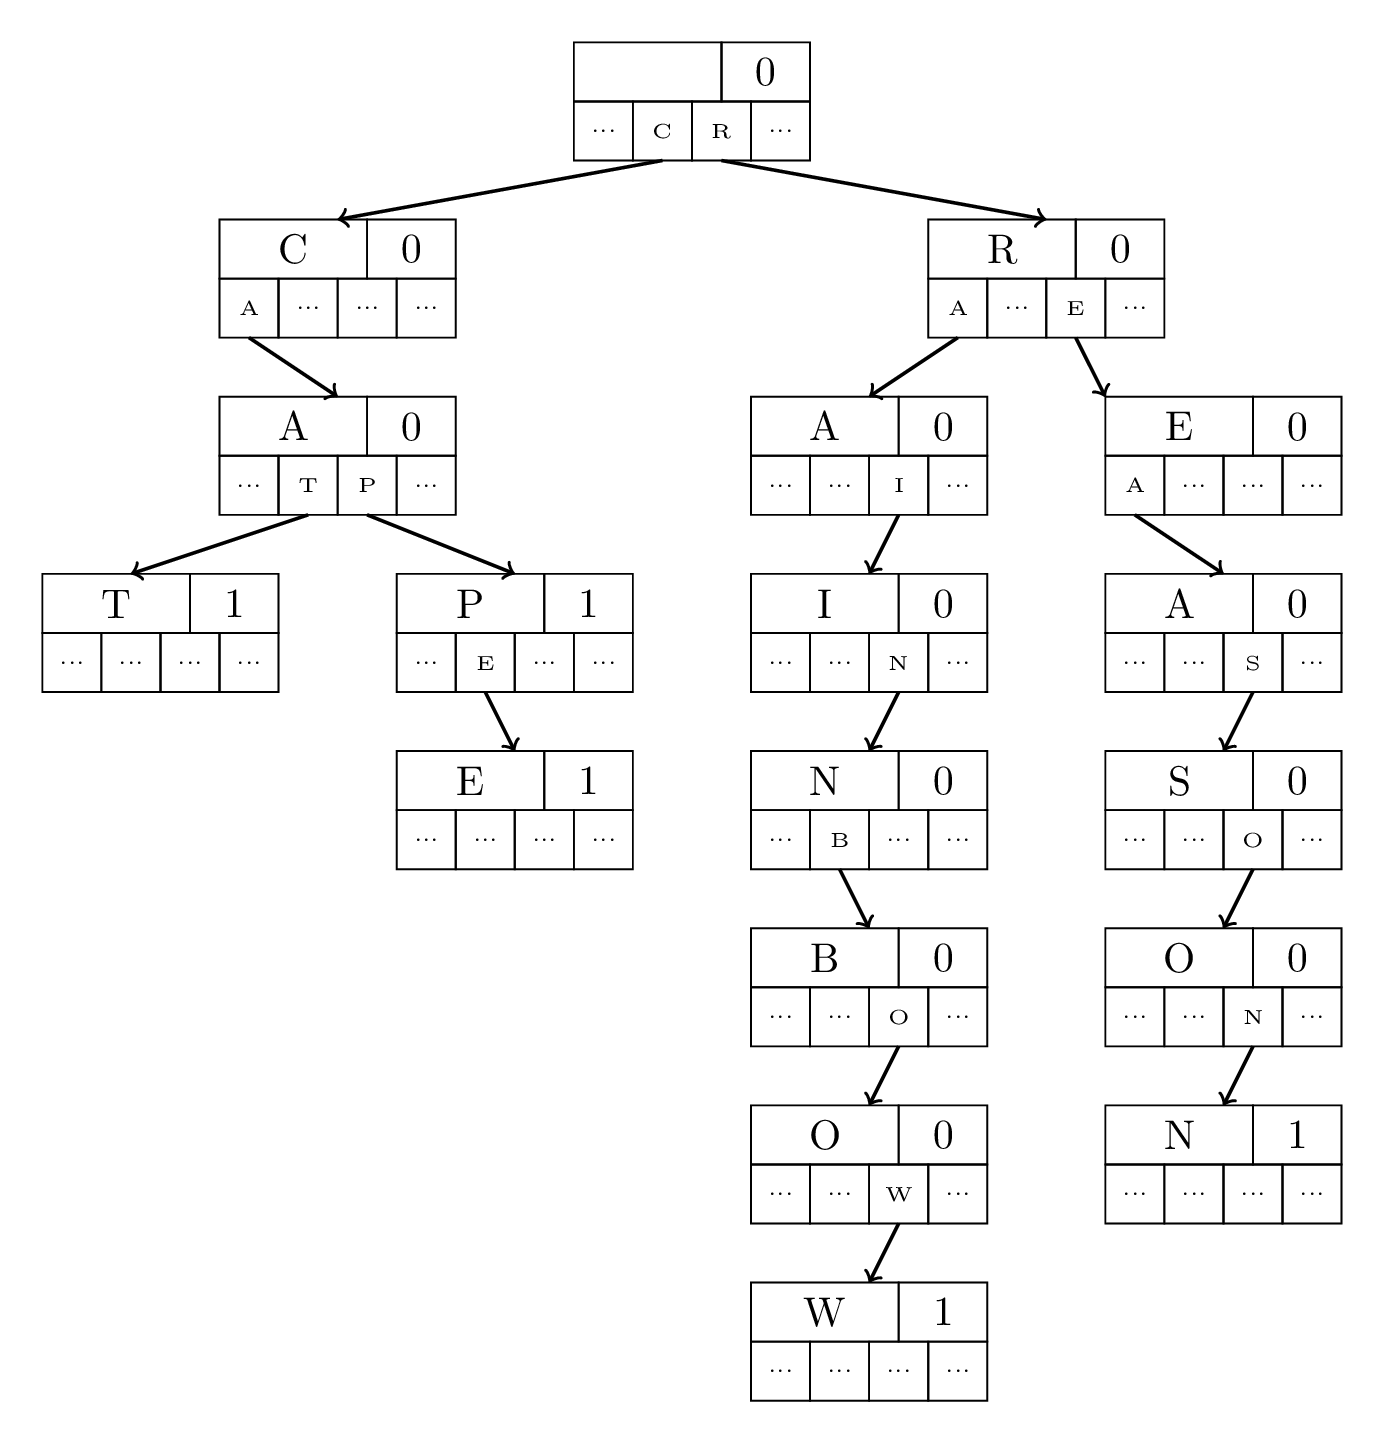 0
... C R ...
C 0
R 0
A ... ... ...
A ... E ...
A 0
A 0
E 0
... T P ...
... ... I ...
A ... ... ...
T 1
P 1
I 0
A 0
... ... ... ...
... E ... ...
... ... N ...
... ... S ...
E 1
N 0
S 0
... ... ... ...
... B ... ...
... ... O ...
B 0
O 0
... ... O ...
... ... N ...
O 0
N 1
... ... W ...
... ... ... ...
W 1
... ... ... ...